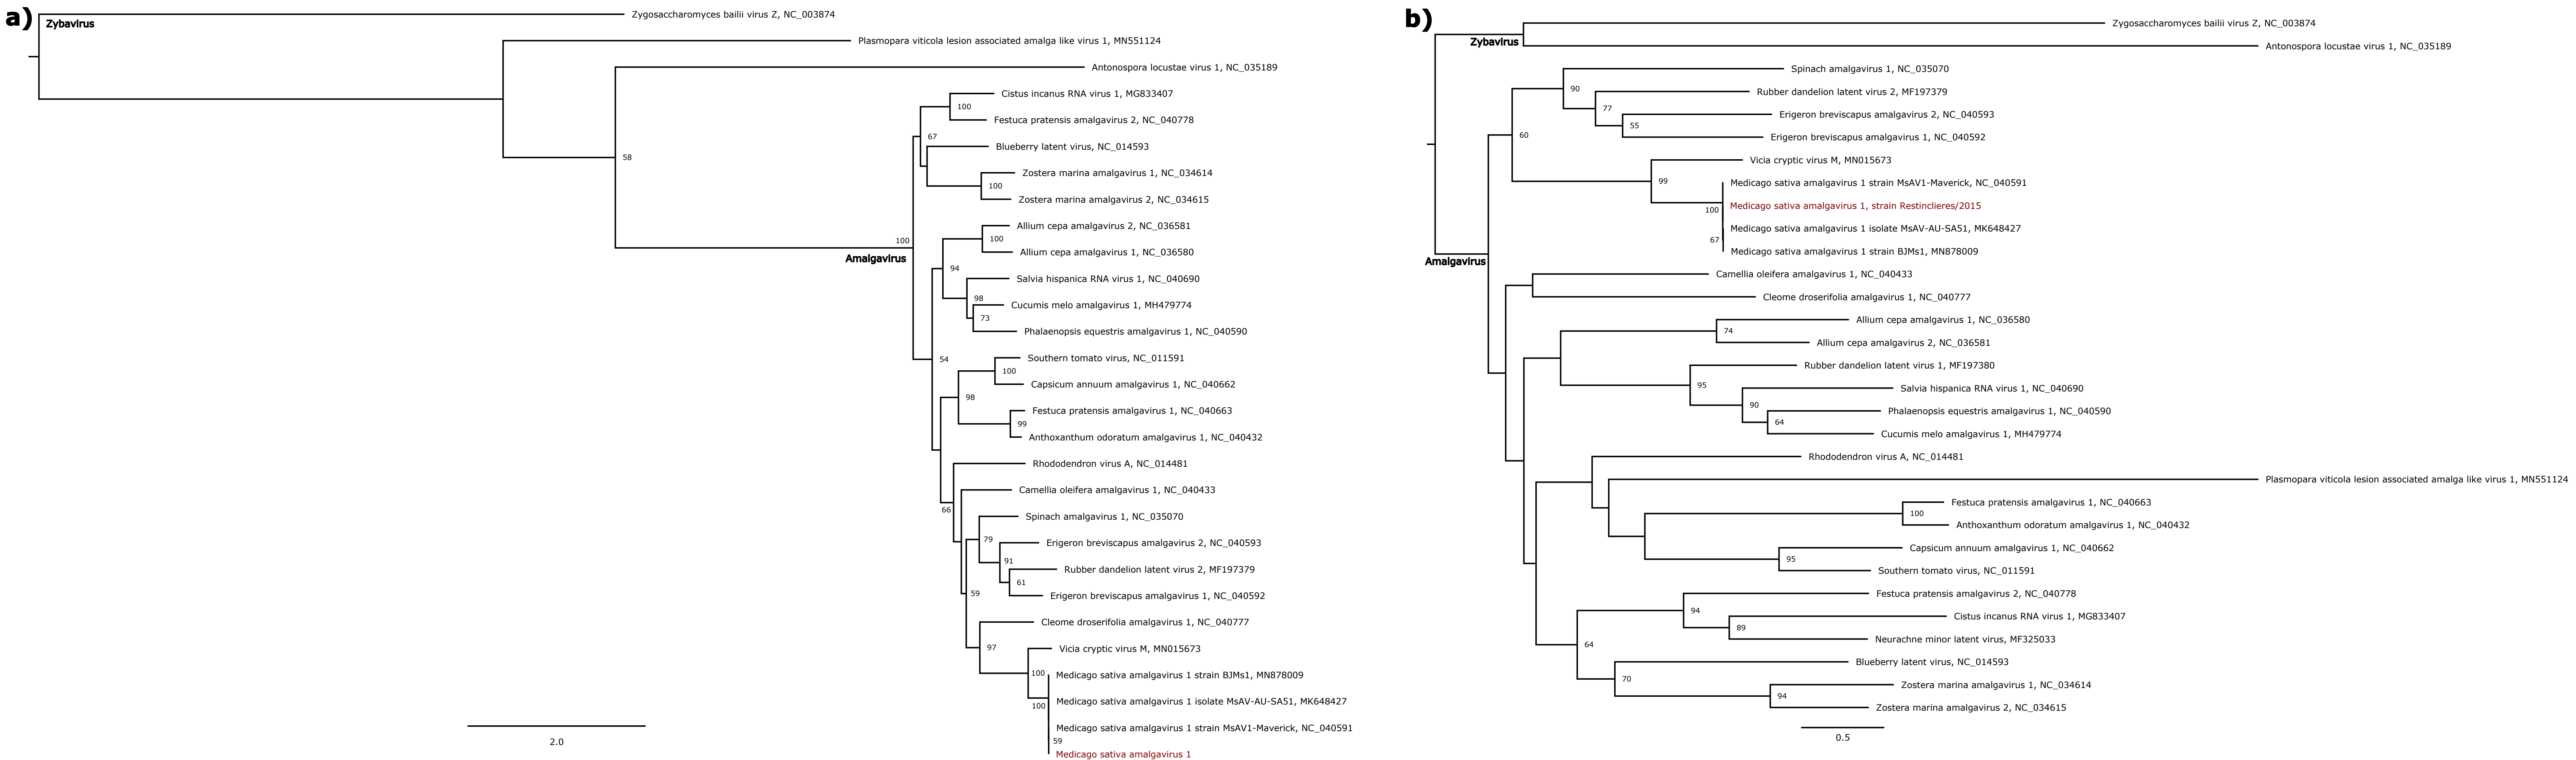 a)
Zygosaccharomyces bailii virus Z, NC_003874
Zybavirus
Plasmopara viticola lesion associated amalga like virus 1, MN551124
Antonospora locustae virus 1, NC_035189
Cistus incanus RNA virus 1, MG833407
100
Festuca pratensis amalgavirus 2, NC_040778
67
Blueberry latent virus, NC_014593
58
Zostera marina amalgavirus 1, NC_034614
100
Zostera marina amalgavirus 2, NC_034615
Allium cepa amalgavirus 2, NC_036581
100
100
Allium cepa amalgavirus 1, NC_036580
Amalgavirus
94
Salvia hispanica RNA virus 1, NC_040690
98
Cucumis melo amalgavirus 1, MH479774
73
Phalaenopsis equestris amalgavirus 1, NC_040590
54
Southern tomato virus, NC_011591
100
Capsicum annuum amalgavirus 1, NC_040662
98
Festuca pratensis amalgavirus 1, NC_040663
99
Anthoxanthum odoratum amalgavirus 1, NC_040432
Rhododendron virus A, NC_014481
Camellia oleifera amalgavirus 1, NC_040433
66
Spinach amalgavirus 1, NC_035070
79
Erigeron breviscapus amalgavirus 2, NC_040593
91
Rubber dandelion latent virus 2, MF197379
61
59
Erigeron breviscapus amalgavirus 1, NC_040592
Cleome droserifolia amalgavirus 1, NC_040777
97
Vicia cryptic virus M, MN015673
100
Medicago sativa amalgavirus 1 strain BJMs1, MN878009
Medicago sativa amalgavirus 1 isolate MsAV-AU-SA51, MK648427
100
Medicago sativa amalgavirus 1 strain MsAV1-Maverick, NC_040591
59
Medicago sativa amalgavirus 1
2.0
b)
Zygosaccharomyces bailii virus Z, NC_003874
Zybavirus
Antonospora locustae virus 1, NC_035189
Spinach amalgavirus 1, NC_035070
90
Rubber dandelion latent virus 2, MF197379
77
Erigeron breviscapus amalgavirus 2, NC_040593
55
60
Erigeron breviscapus amalgavirus 1, NC_040592
Vicia cryptic virus M, MN015673
99
Medicago sativa amalgavirus 1 strain MsAV1-Maverick, NC_040591
Medicago sativa amalgavirus 1, strain Restinclieres/2015
100
Medicago sativa amalgavirus 1 isolate MsAV-AU-SA51, MK648427
67
Medicago sativa amalgavirus 1 strain BJMs1, MN878009
Amalgavirus
Camellia oleifera amalgavirus 1, NC_040433
Cleome droserifolia amalgavirus 1, NC_040777
Allium cepa amalgavirus 1, NC_036580
74
Allium cepa amalgavirus 2, NC_036581
Rubber dandelion latent virus 1, MF197380
95
Salvia hispanica RNA virus 1, NC_040690
90
Phalaenopsis equestris amalgavirus 1, NC_040590
64
Cucumis melo amalgavirus 1, MH479774
Rhododendron virus A, NC_014481
Plasmopara viticola lesion associated amalga like virus 1, MN551124
Festuca pratensis amalgavirus 1, NC_040663
100
Anthoxanthum odoratum amalgavirus 1, NC_040432
Capsicum annuum amalgavirus 1, NC_040662
95
Southern tomato virus, NC_011591
Festuca pratensis amalgavirus 2, NC_040778
94
Cistus incanus RNA virus 1, MG833407
89
Neurachne minor latent virus, MF325033
64
Blueberry latent virus, NC_014593
70
Zostera marina amalgavirus 1, NC_034614
94
Zostera marina amalgavirus 2, NC_034615
0.5